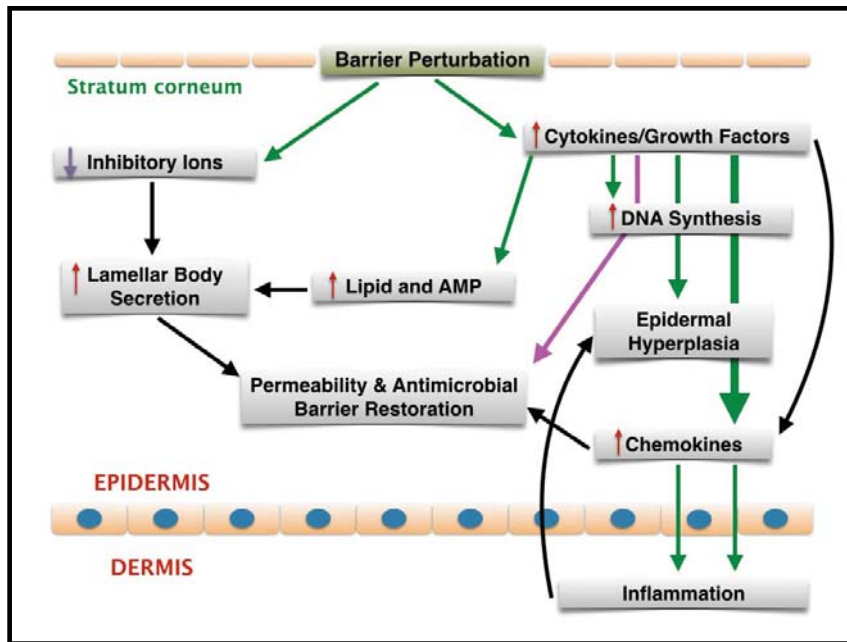 Barrier Perturbation
Stratum corneum
Cytokines/Growth Factors
Inhibitory Ions
DNA Synthesis
Lamellar Body
Secretion
Lipid and AMP
Epidermal
Hyperplasia
Permeability & Antimicrobial
Barrier Restoration
Chemokines
EPIDERMIS
DERMIS
Inflammation